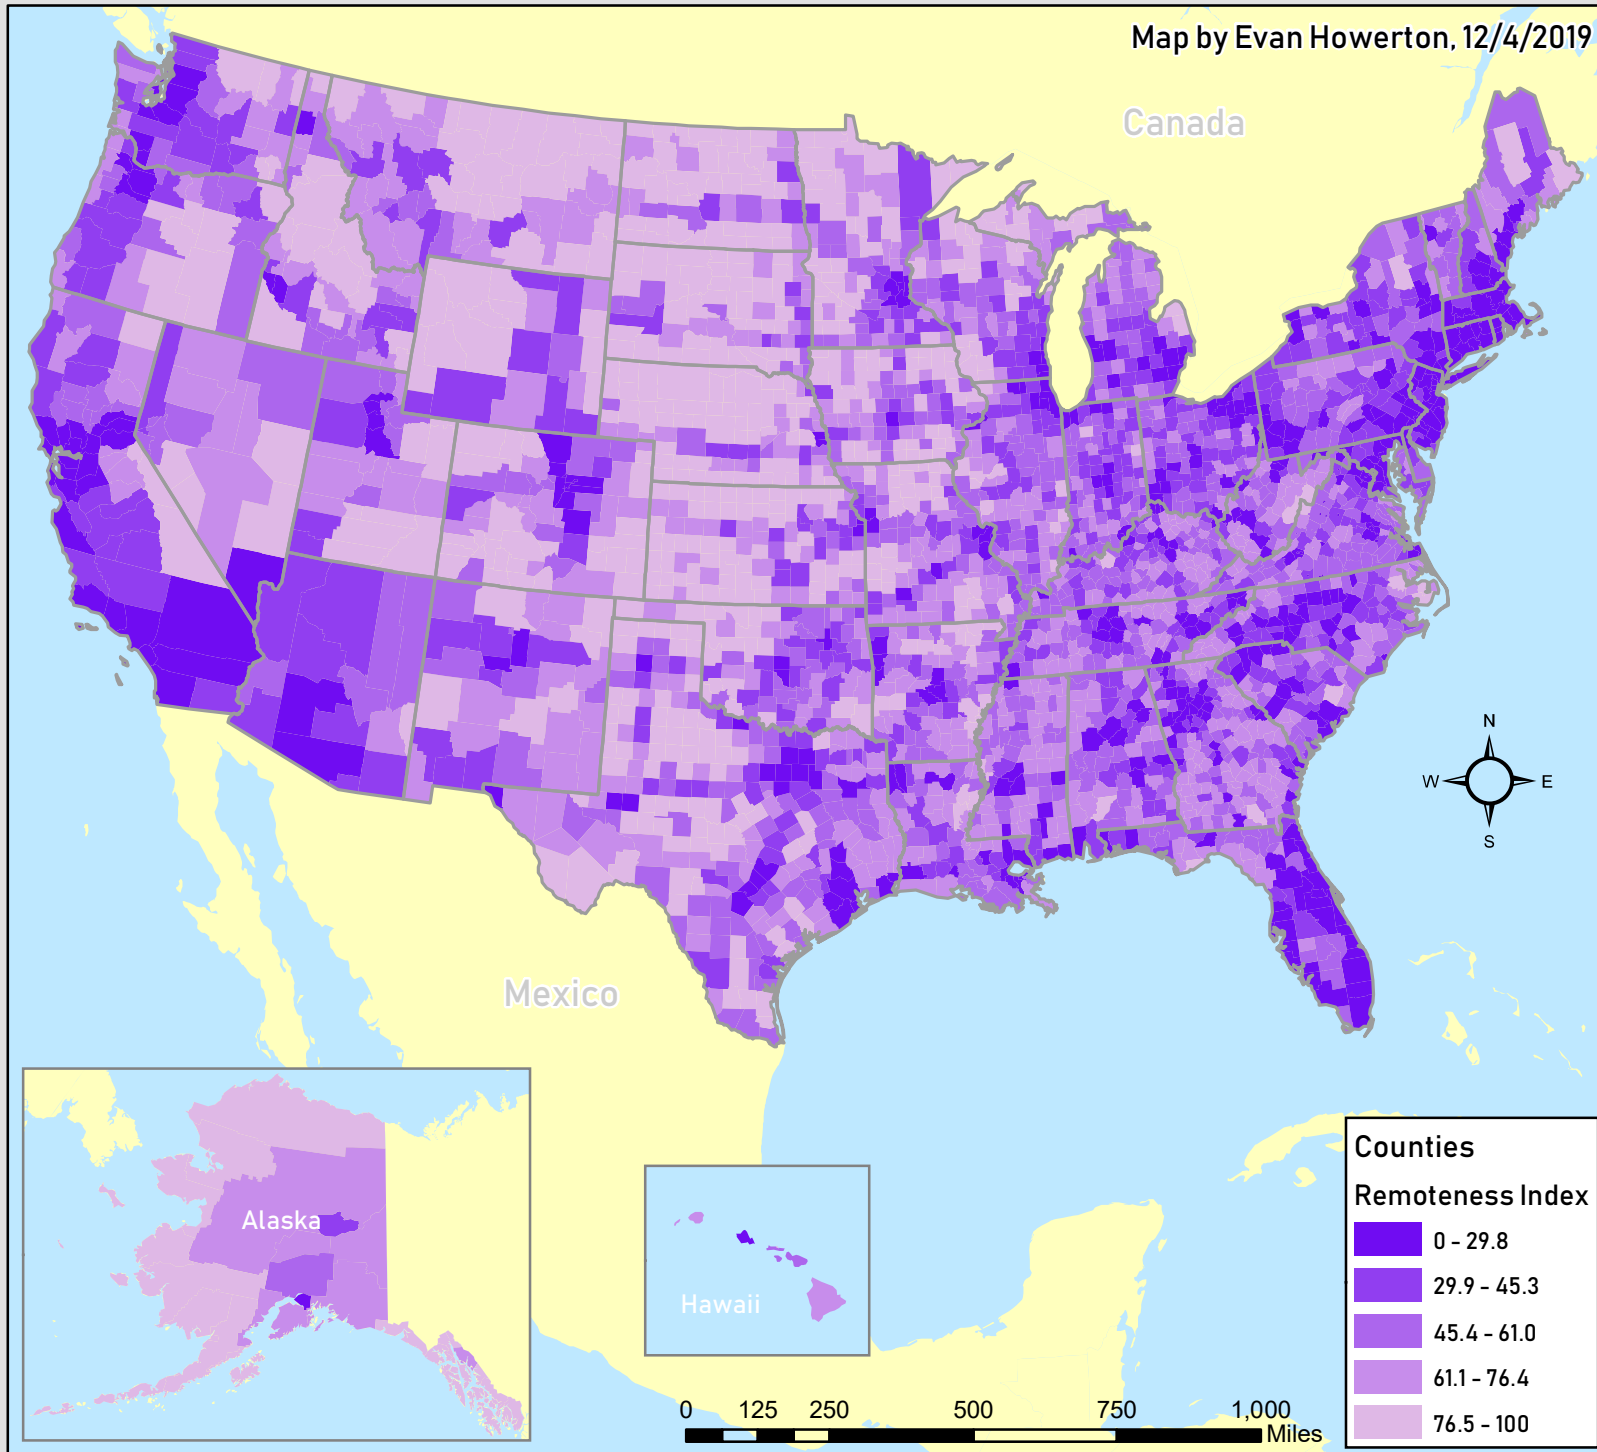 Map by Evan Howerton, 12/4/2019
Canada
N
W
E
S
Mexico
Alaska
Hawaii
Counties
Remoteness Index
0 - 29.8
29.9 - 45.3
45.4 - 61.0
61.1 - 76.4
76.5 - 100
0 125 250 500 750 1,000
Miles